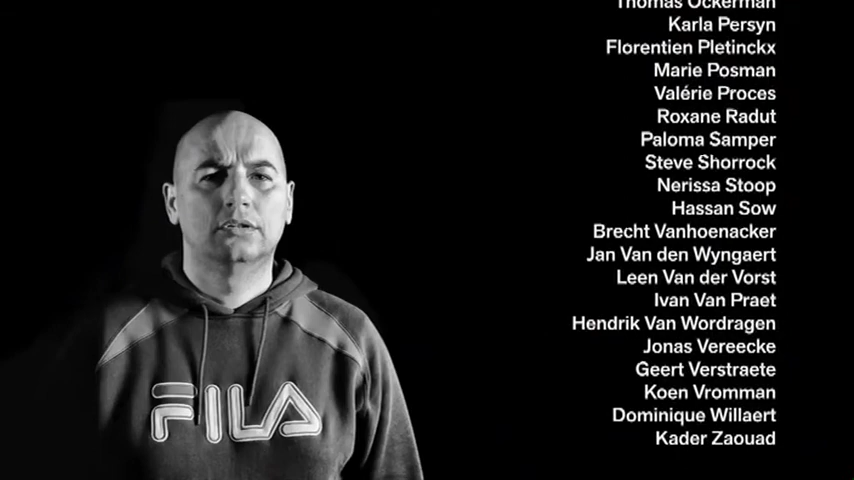 Thomas Ockerman
Karla Persyn
Florentien Pletinckx
Marie Posman
Valérie Proces
Roxane Radut
Paloma Samper
Steve Shorrock
Nerissa Stoop
Hassan Sow
Brecht Vanhoenacker
Jan Van den Wyngaert
Leen Van der Vorst
Ivan Van Praet
Hendrik Van Wordragen
Jonas Vereecke
Geert Verstraete
Koen Vromman
Dominique Willaert
Kader Zaouad
FILA